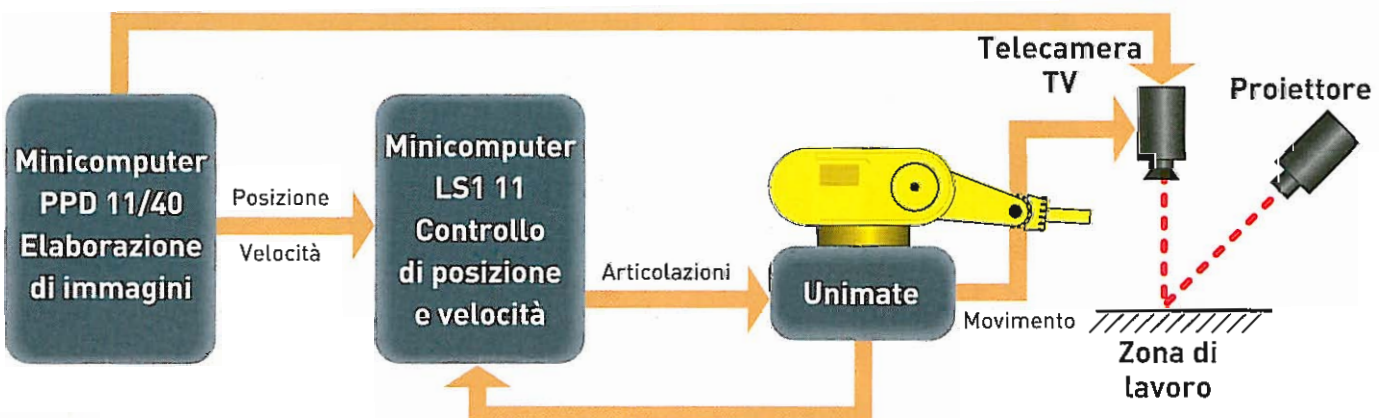 Minicomputer
PPD 11/40
Elaborazione
di immagini
Posizione
Velocità
Minicomputer
LS1 11
Controllo
di posizione
e velocità
Articolazioni
Unimate
Movimento
Telecamera
TV
Proiettore
Zona di
lavoro